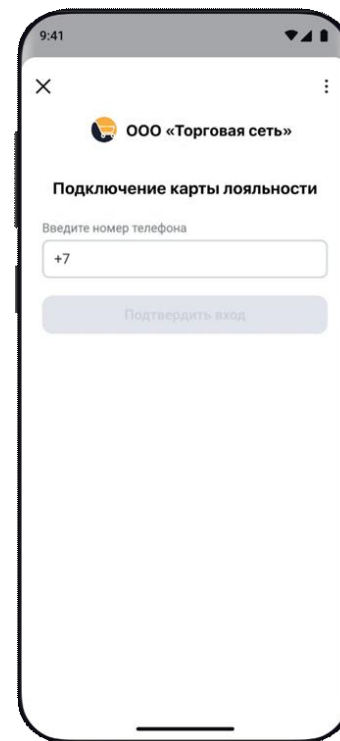 9:41
ООО «Торговая сеть»
Подключение карты лояльности
Введите номер телефона
+7
Подтвердить вход